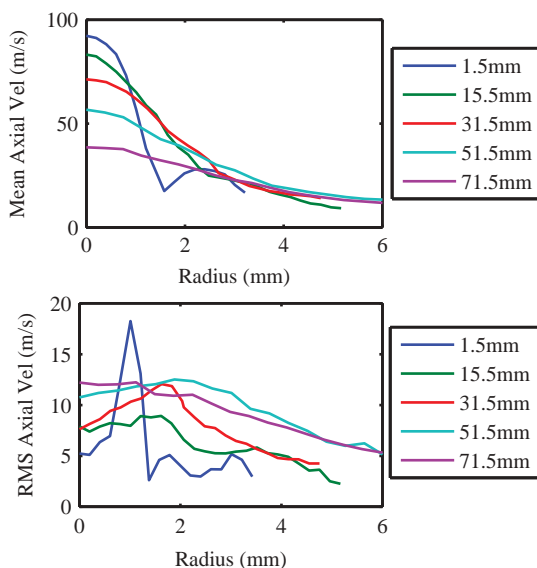 100
50
0
Mean Axial Vel (m/s)
0 2 4 6
Radius (mm)
1.5mm
15.5mm
31.5mm
51.5mm
71.5mm
20
15
10
5
0
RMS Axial Vel (m/s)
0 2 4 6
Radius (mm)
1.5mm
15.5mm
31.5mm
51.5mm
71.5mm